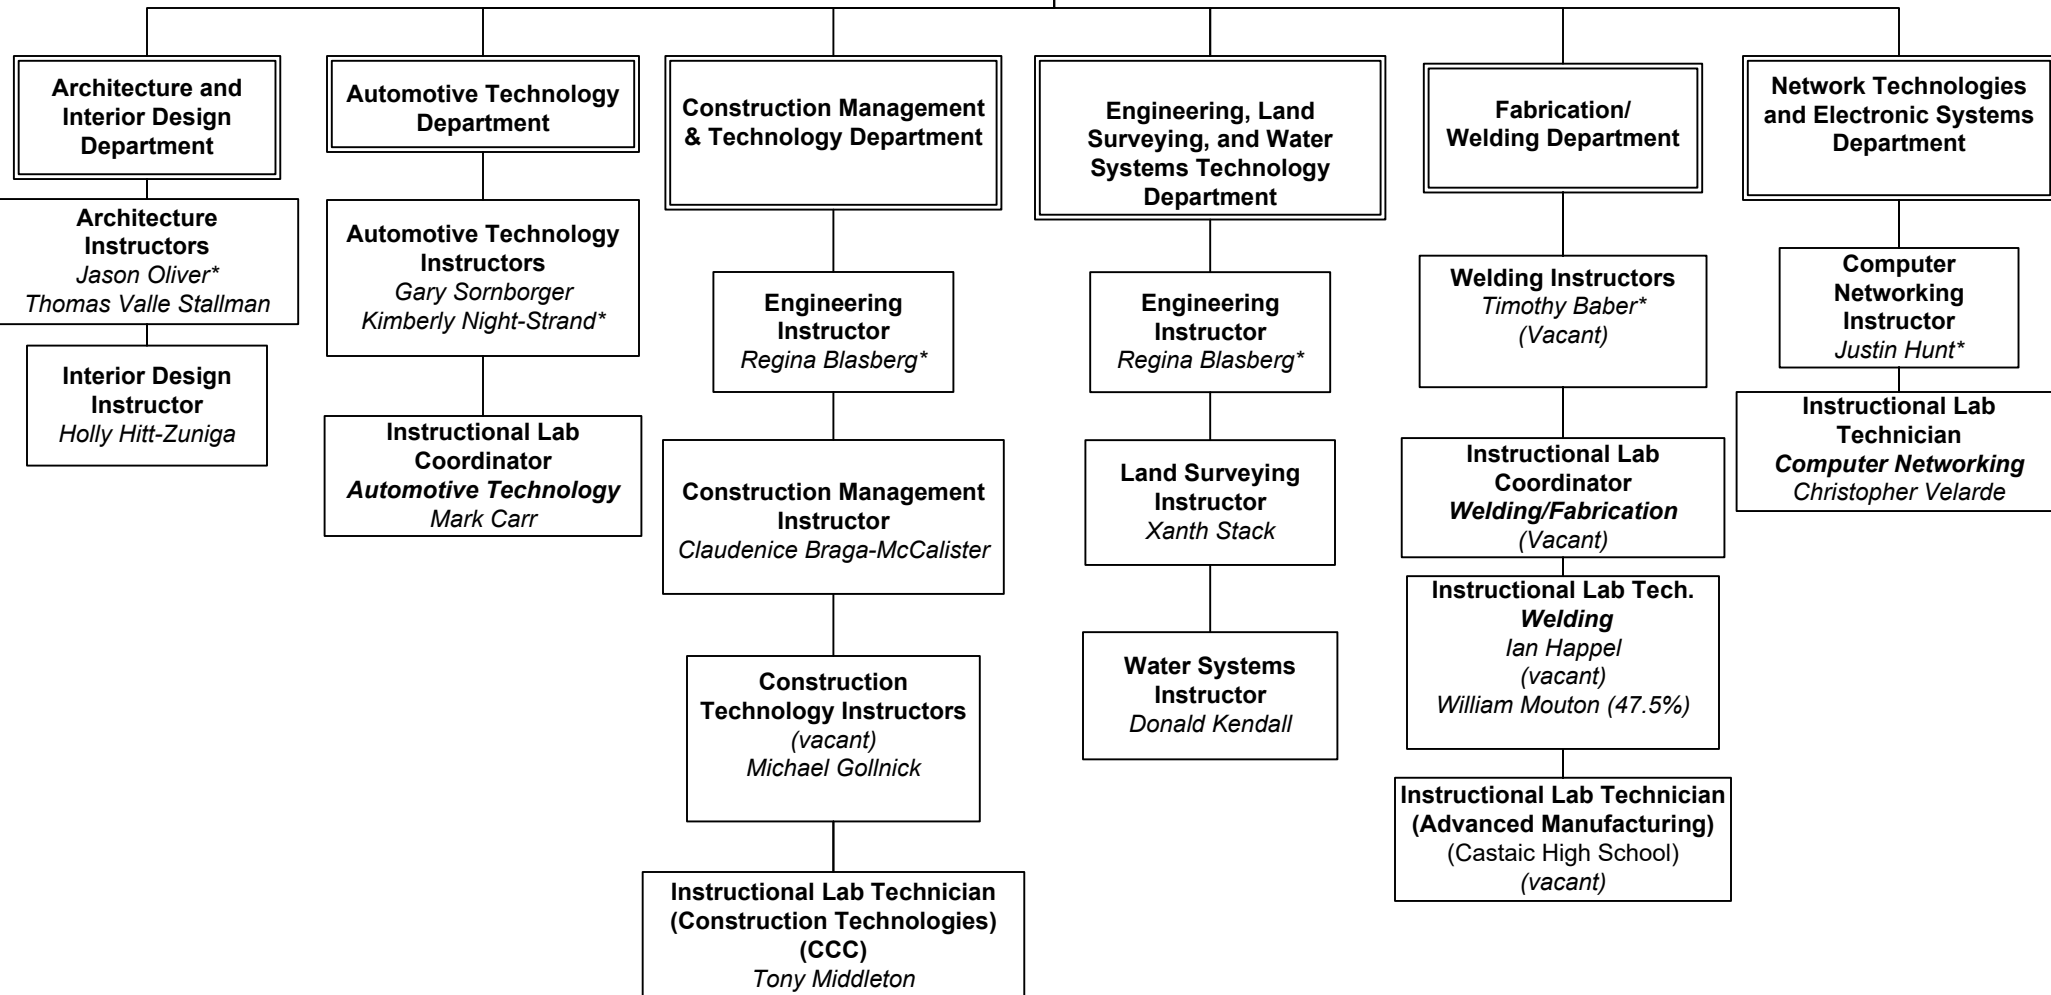 Architecture and
Interior Design
Department
Architecture
Instructors
Jason Oliver*
Thomas Valle Stallman
Interior Design
Instructor
Holly Hitt-Zuniga
Automotive Technology
Department
Automotive Technology
Instructors
Gary Sornborger
Kimberly Night-Strand*
Instructional Lab
Coordinator
Automotive Technology
Mark Carr
Construction Management
& Technology Department
Engineering
Instructor
Regina Blasberg*
Construction Management
Instructor
Claudenice Braga-McCalister
Construction
Technology Instructors
(vacant)
Michael Gollnick
Instructional Lab Technician
(Construction Technologies)
(CCC)
Tony Middleton
Engineering, Land
Surveying, and Water
Systems Technology
Department
Engineering
Instructor
Regina Blasberg*
Land Surveying
Instructor
Xanth Stack
Water Systems
Instructor
Donald Kendall
Fabrication/
Welding Department
Welding Instructors
Timothy Baber*
(Vacant)
Instructional Lab
Coordinator
Welding/Fabrication
(Vacant)
Instructional Lab Tech.
Welding
Ian Happel
(vacant)
William Mouton (47.5%)
Instructional Lab Technician
(Advanced Manufacturing)
(Castaic High School)
(vacant)
Network Technologies
and Electronic Systems
Department
Computer
Networking
Instructor
Justin Hunt*
Instructional Lab
Technician
Computer Networking
Christopher Velarde